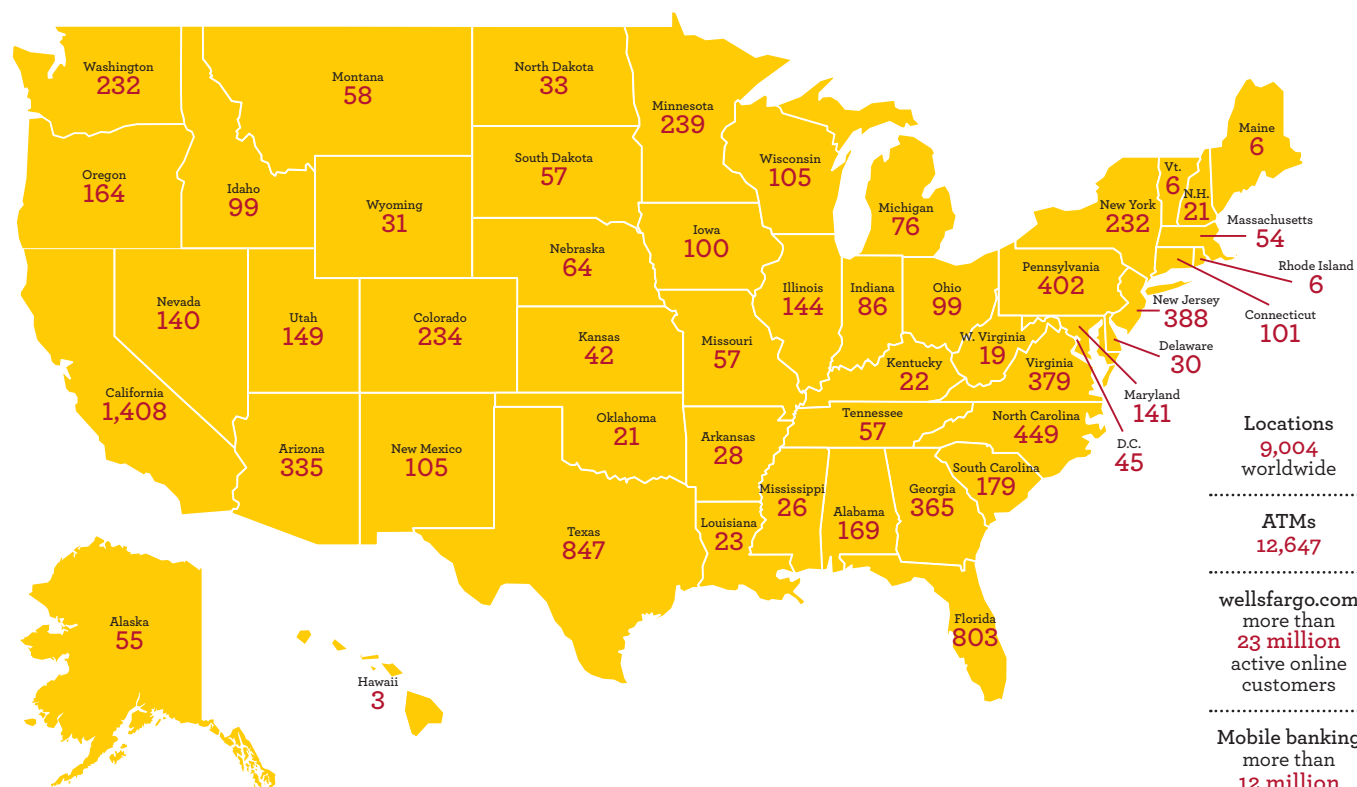 Washington
232
Montana
58
North Dakota
33
Minnesota
239
Oregon
164
Idaho
99
Wyoming
31
South Dakota
57
Wisconsin
105
Michigan
76
Maine
6
Vt.
6
N.H.
21
New York
232
Massachusetts
54
Rhode Island
6
Connecticut
101
Nebraska
64
Iowa
100
Nevada
140
Utah
149
Colorado
234
Kansas
42
Missouri
57
Illinois
144
Indiana
86
Ohio
99
Pennsylvania
402
New Jersey
388
Delaware
30
Maryland
141
D.C.
45
W. Virginia
19
Virginia
379
Kentucky
22
California
1,408
Arizona
335
New Mexico
105
Oklahoma
21
Arkansas
28
Tennessee
57
North Carolina
449
South Carolina
179
Mississippi
26
Alabama
169
Georgia
365
Louisiana
23
Texas
847
Florida
803
Alaska
55
Hawaii
3
Locations
9,004
worldwide
ATMs
12,647
wellsfargo.com
more than
23 million
active online
customers
Mobile banking
more than
12 million